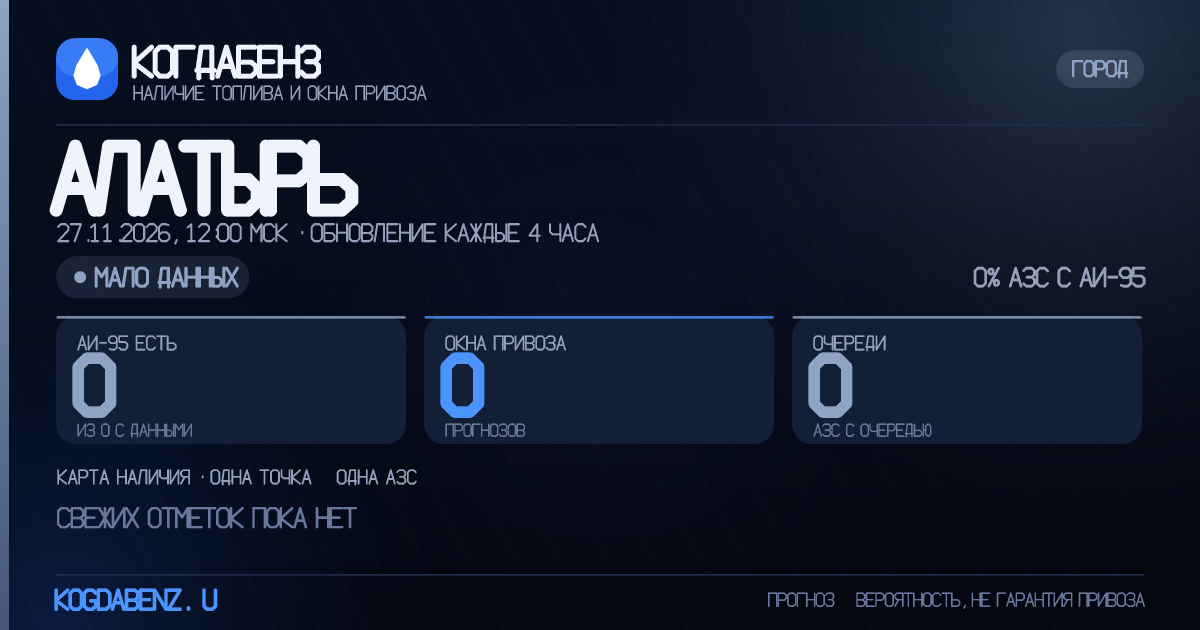 КОГДАБЕНЗ
НАЛИЧИЕ ТОПЛИВА И ОКНА ПРИВОЗА
ГОРОД
АЛАТЫРЬ
27.11.2026, 12:00 МСК · ОБНОВЛЕНИЕ КАЖДЫЕ 4 ЧАСА
МАЛО ДАННЫХ
0% АЗС С АИ-95
АИ-95 ЕСТЬ
0
ИЗ 0 С ДАННЫМИ
ОКНА ПРИВОЗА
0
ПРОГНОЗОВ
ОЧЕРЕДИ
0
АЗС С ОЧЕРЕДЬЮ
КАРТА НАЛИЧИЯ · ОДНА ТОЧКА ОДНА АЗС
СВЕЖИХ ОТМЕТОК ПОКА НЕТ
KOGDABENZ. U
ПРОГНОЗ ВЕРОЯТНОСТЬ, НЕ ГАРАНТИЯ ПРИВОЗА